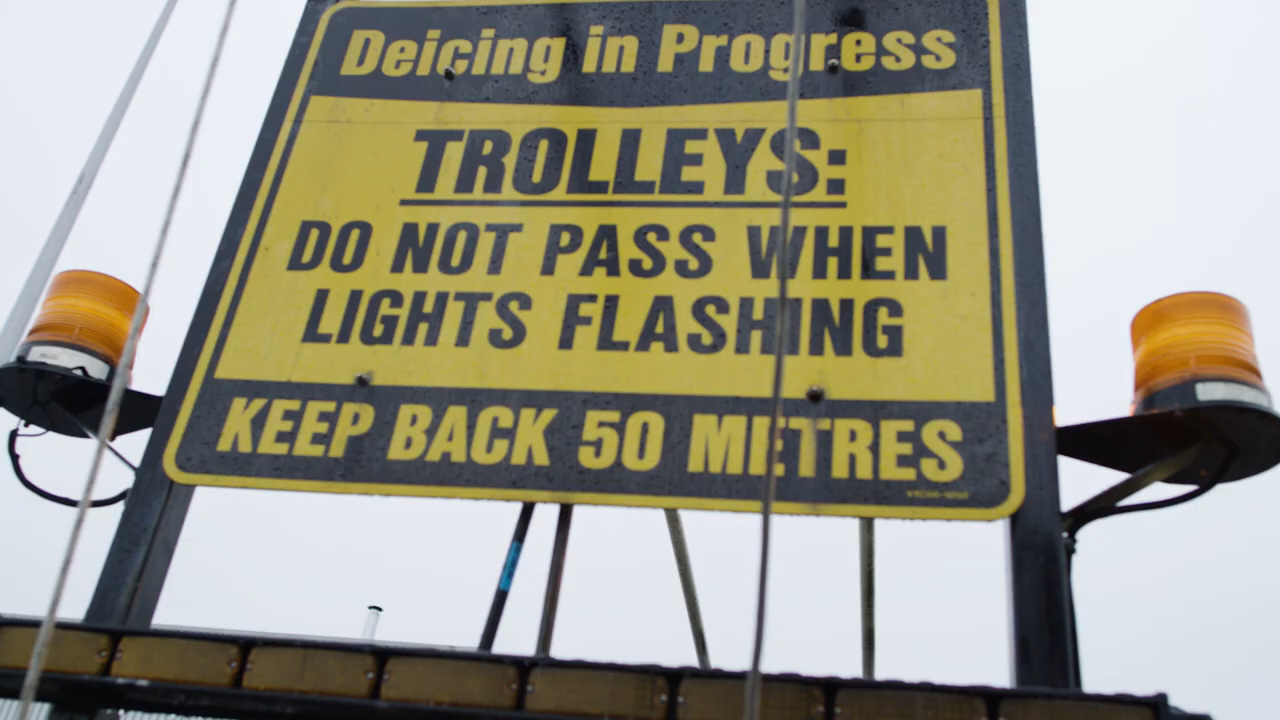 Deicing in Progress
TROLLEYS:
DO NOT PASS WHEN
LIGHTS FLASHING
KEEP BACK 50 METRES